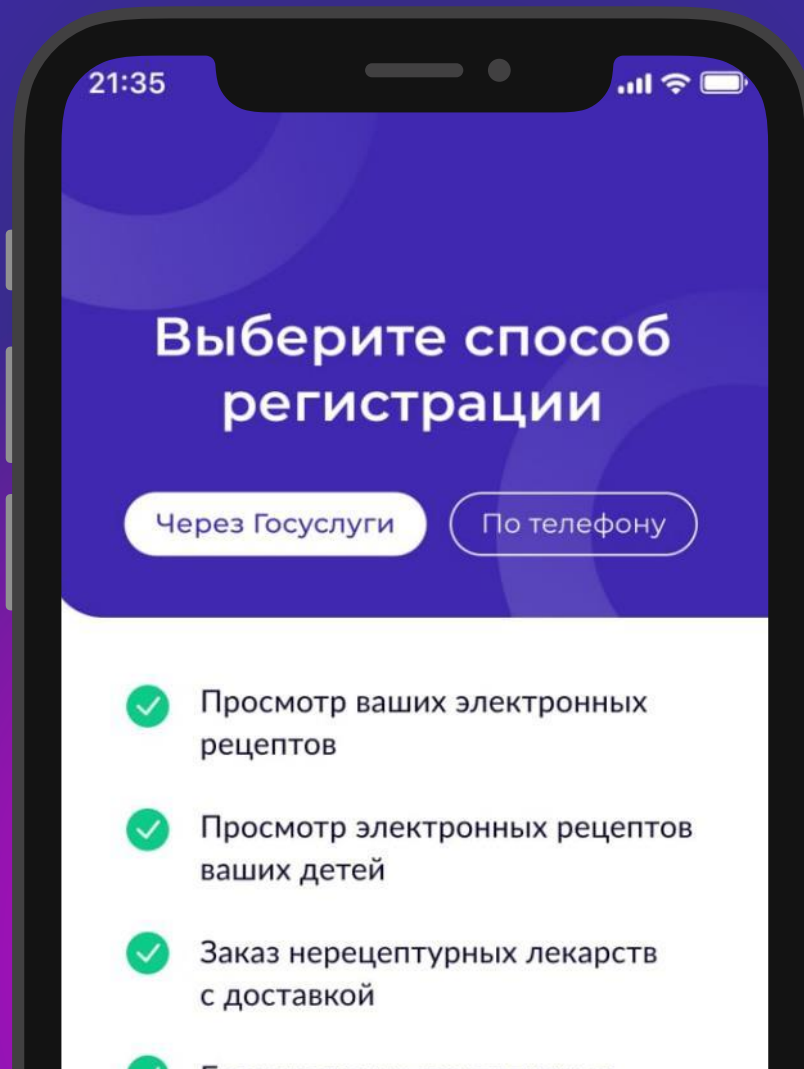 21:35
Выберите способ
регистрации
Через Госуслуги
По телефону
Просмотр ваших электронных
рецептов
Просмотр электронных рецептов
ваших детей
Заказ нерецептурных лекарств
с доставкой